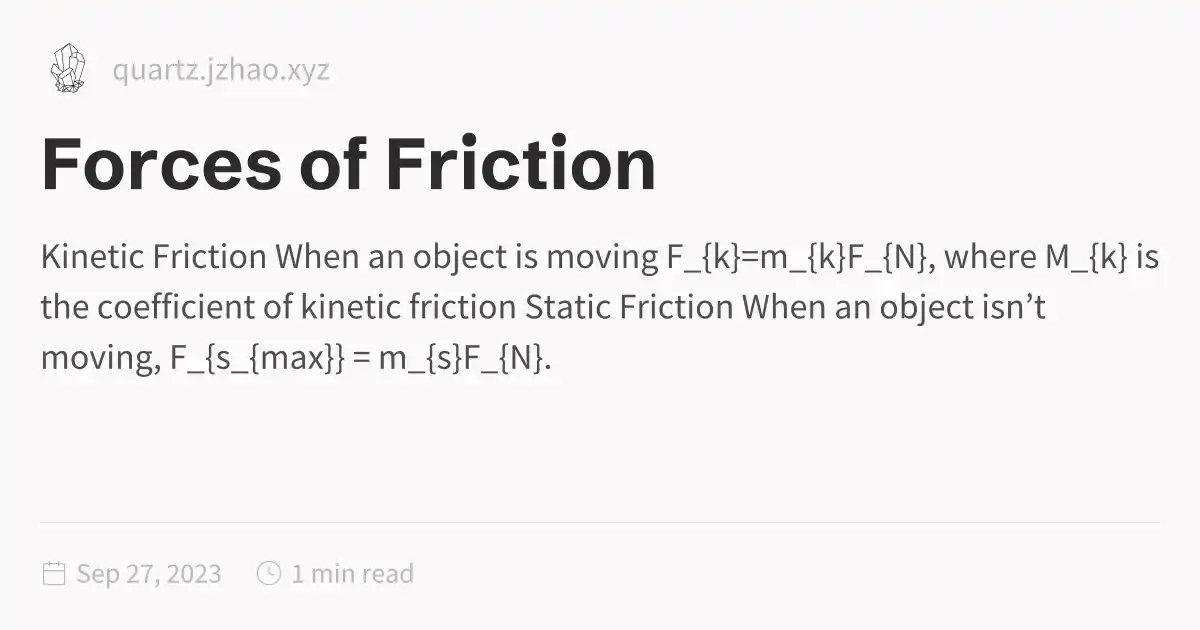 quartz.jzhao.xyz
Forces of Friction
Kinetic Friction When an object is moving F_{k}=m_{k}F_{N}, where M_{k} is
the coefficient of kinetic friction Static Friction When an object isn’t
moving, F_{s_{max}} = m_{s}F_{N}.
Sep 27, 2023 1 min read